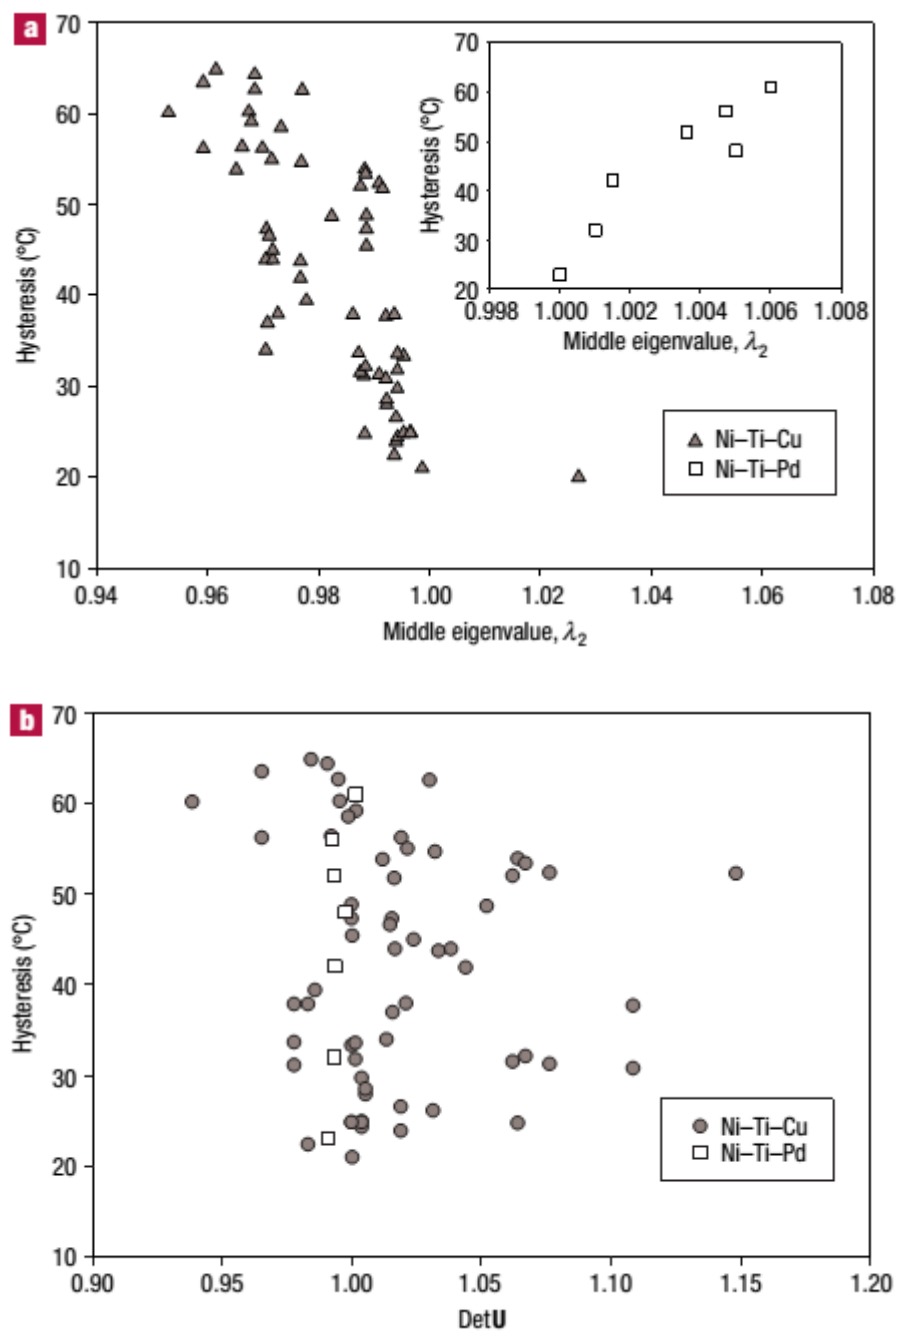 a
70
60
50
40
30
20
10
Hysteresis (°C)
0.94 0.96 0.98 1.00 1.02 1.04 1.06 1.08
Middle eigenvalue, λ2
70
60
50
40
30
20
Hysteresis (°C)
0.998 1.000 1.002 1.004 1.006 1.008
Middle eigenvalue, λ2
Ni–Ti–Cu
Ni–Ti–Pd
b
70
60
50
40
30
20
10
Hysteresis (°C)
0.90 0.95 1.00 1.05 1.10 1.15 1.20
DetU
Ni–Ti–Cu
Ni–Ti–Pd